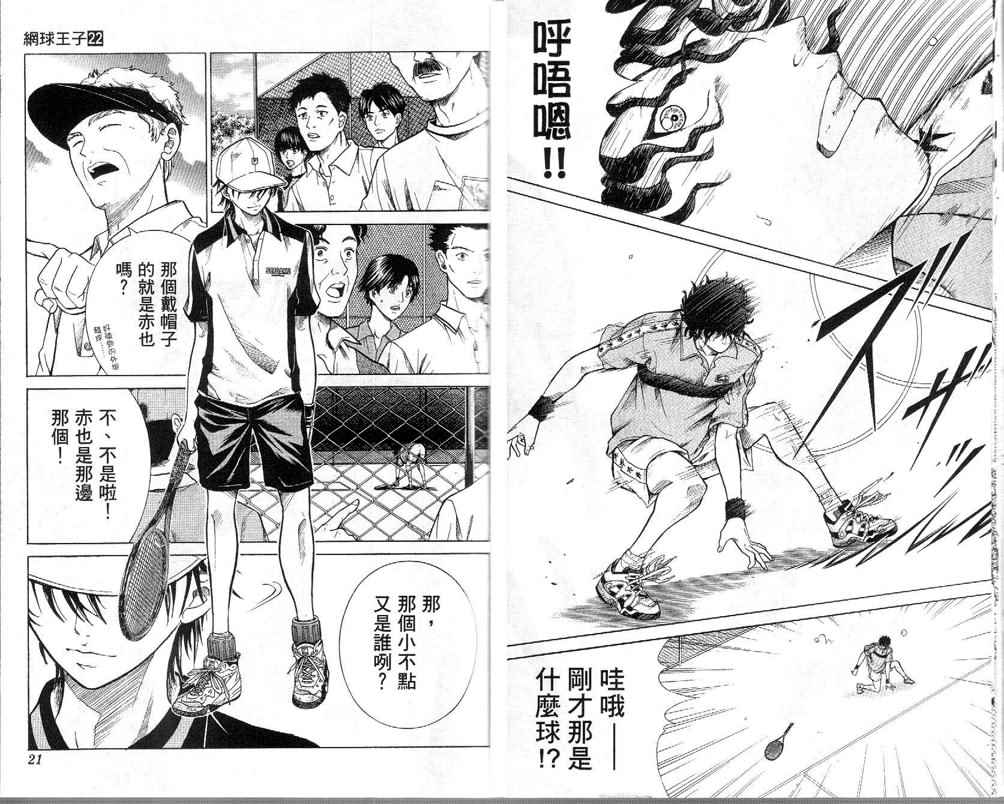 呼唔嗯!!
哇哦——
剛才那是
什麼球!?
網球王子22
那個戴帽子
的就是赤也
嗎?
不、不是啦!
赤也是那邊
那個!
那,
那個小不點
又是誰咧?
21